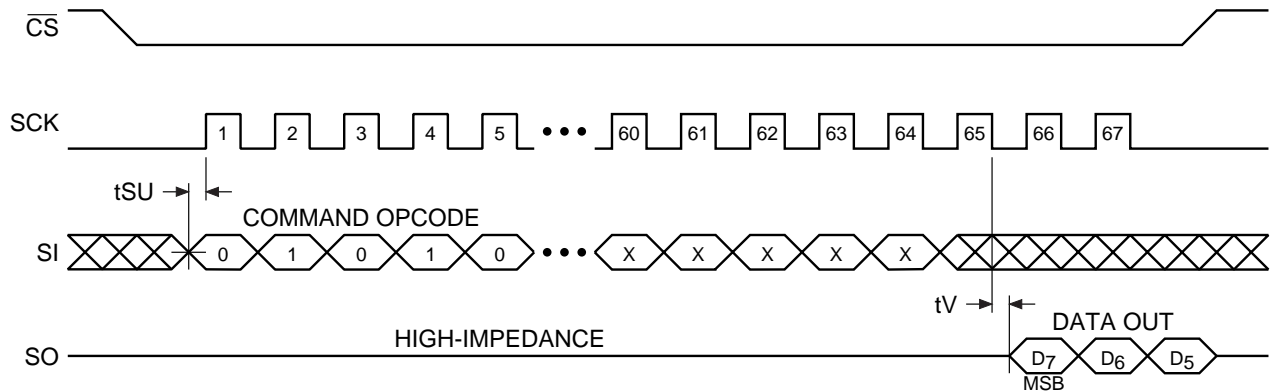 CS
SCK
1 2 3 4 5 ••• 60 61 62 63 64 65 66 67
tSU
COMMAND OPCODE
SI
0 1 0 1 0 ••• X X X X X
tV
DATA OUT
HIGH-IMPEDANCE
SO
D7 D6 D5
MSB